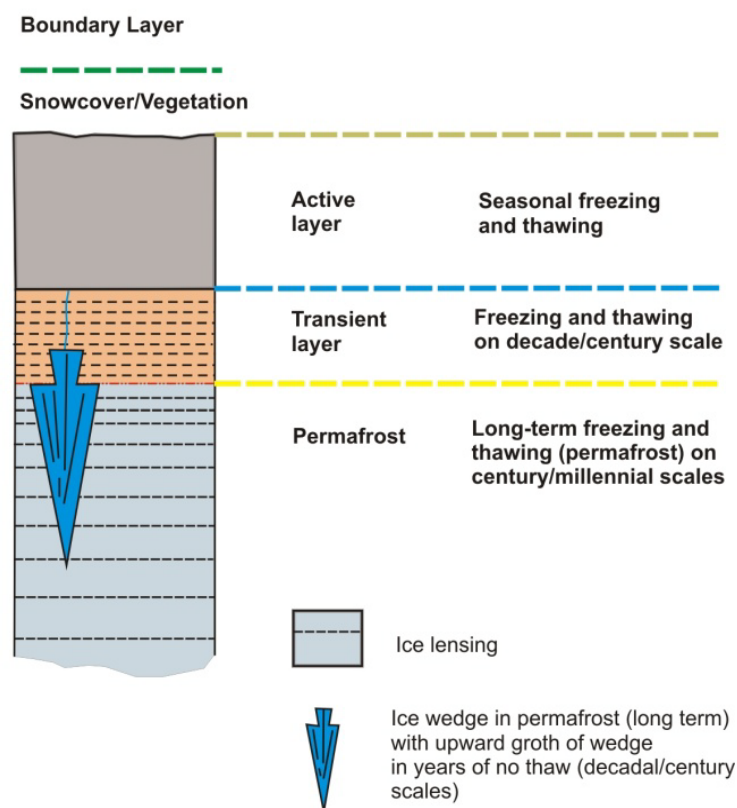 Boundary Layer
Snowcover/Vegetation
Active
layer
Seasonal freezing
and thawing
Transient
layer
Freezing and thawing
on decade/century scale
Permafrost
Long-term freezing and
thawing (permafrost) on
century/millennial scales
Ice lensing
Ice wedge in permafrost (long term)
with upward groth of wedge
in years of no thaw (decadal/century
scales)